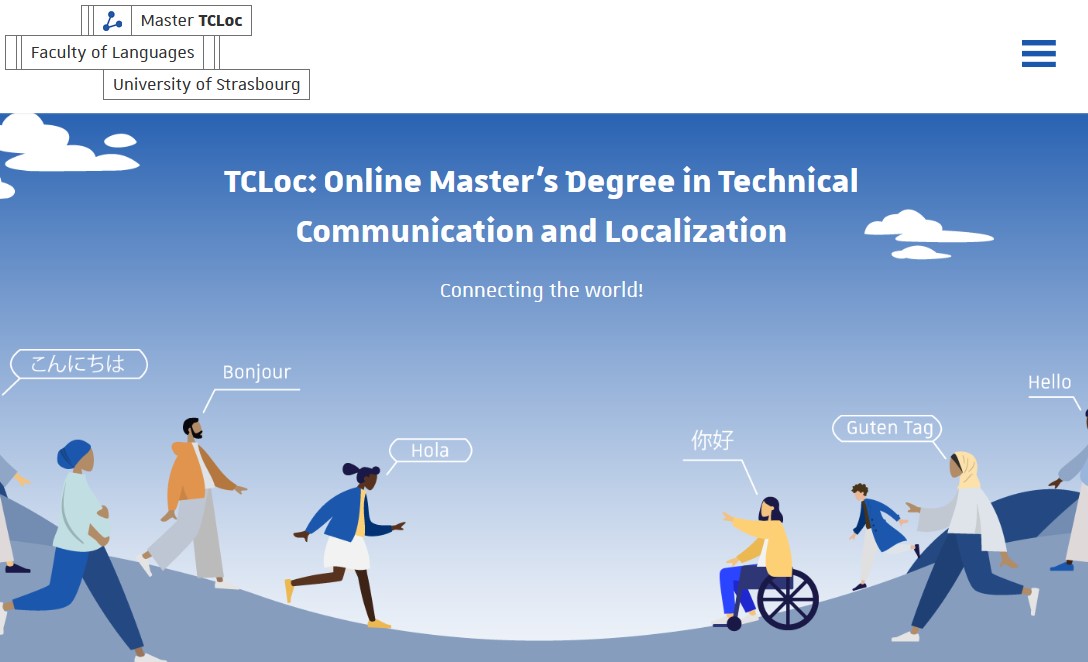 Master TCLoc
Faculty of Languages
University of Strasbourg
TCLoc: Online Master's Degree in Technical
Communication and Localization
Connecting the world!
こんにちは
Bonjour
Hello
Hola
你好
Guten Tag